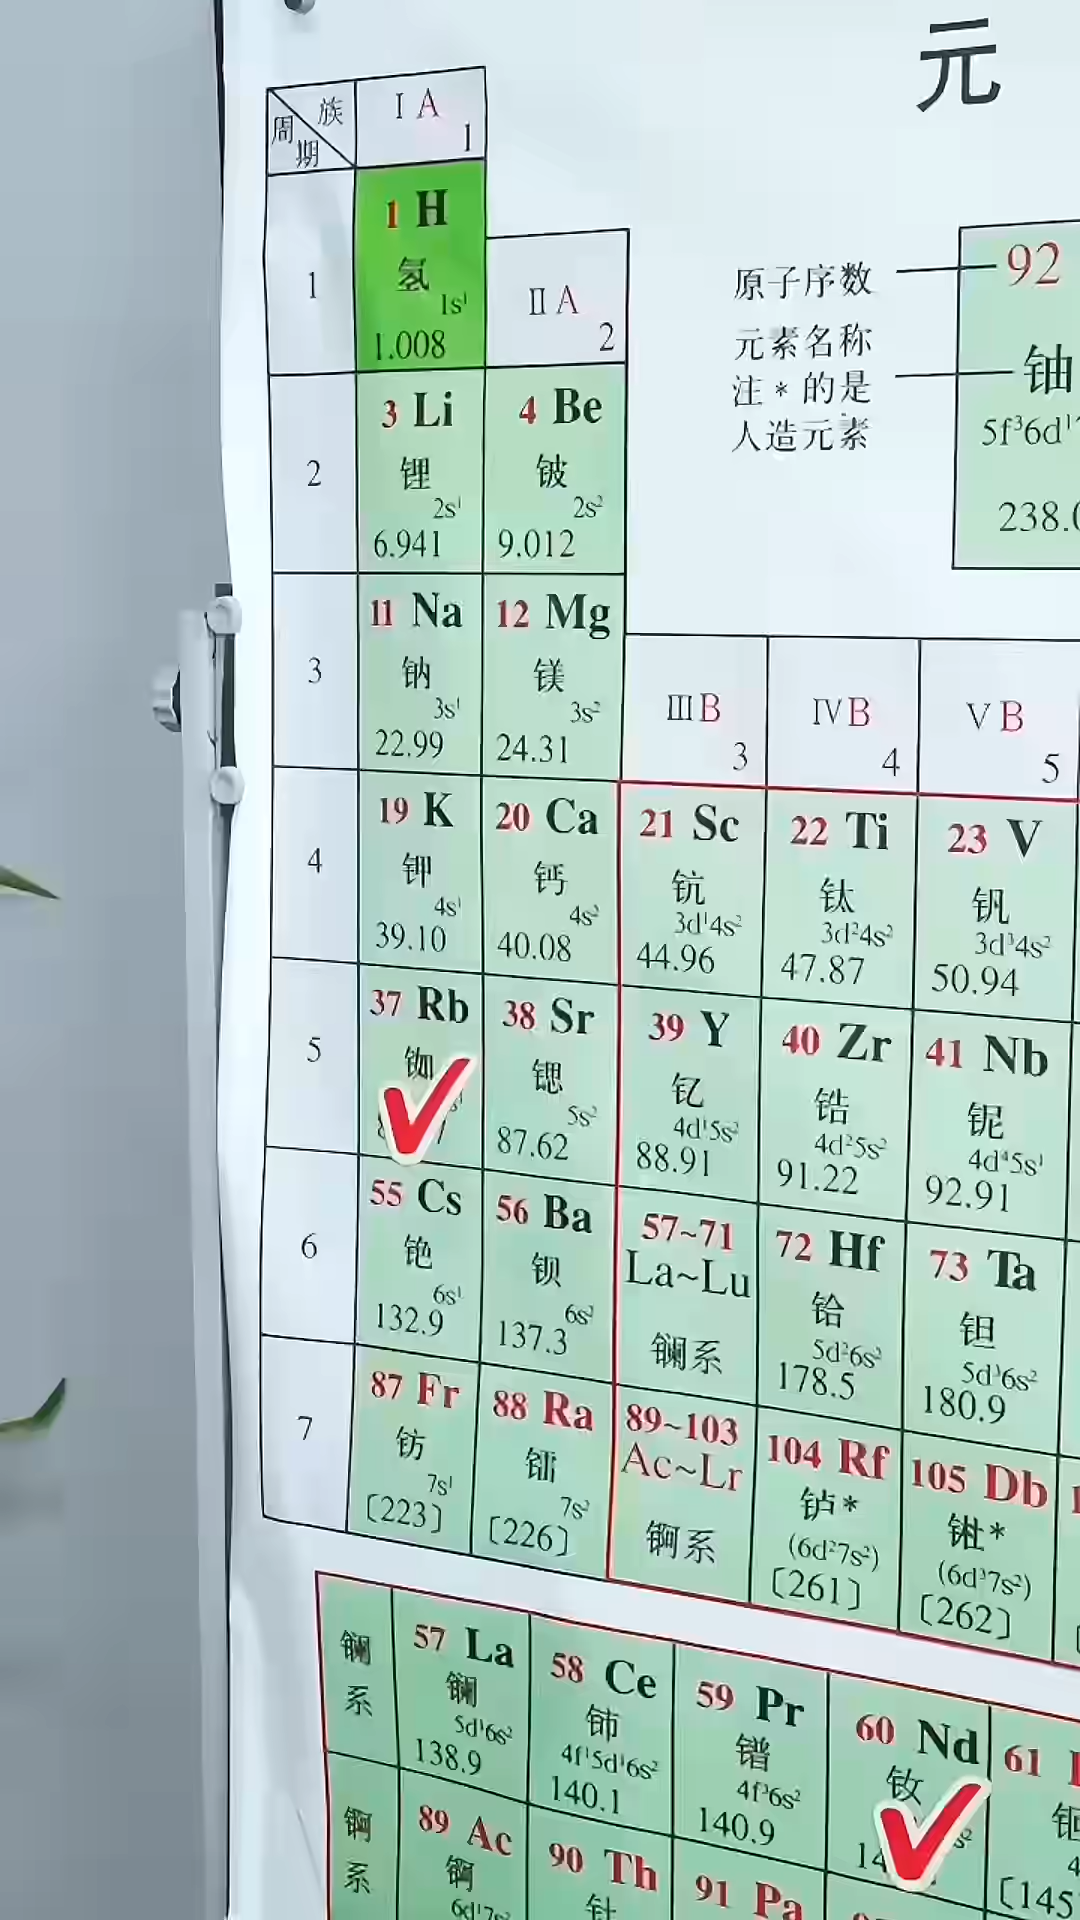 元
族
周
期
ⅠA
1
1
1 H
氢
1s¹
1.008
ⅡA
2
原子序数
92
元素名称
注*的是
人造元素
铀
5f³6d¹
238.0
2
3 Li
锂
2s¹
6.941
4 Be
铍
2s²
9.012
3
11 Na
钠
3s¹
22.99
12 Mg
镁
3s²
24.31
ⅢB
3
ⅣB
4
ⅤB
5
4
19 K
钾
4s¹
39.10
20 Ca
钙
4s²
40.08
21 Sc
钪
3d¹4s²
44.96
22 Ti
钛
3d²4s²
47.87
23 V
钒
3d³4s²
50.94
5
37 Rb
铷
38 Sr
锶
5s²
87.62
39 Y
钇
4d¹5s²
88.91
40 Zr
锆
4d²5s²
91.22
41 Nb
铌
4d⁴5s¹
92.91
6
55 Cs
铯
6s¹
132.9
56 Ba
钡
6s²
137.3
57~71
La~Lu
镧系
72 Hf
铪
5d²6s²
178.5
73 Ta
钽
5d³6s²
180.9
7
87 Fr
钫
7s¹
〔223〕
88 Ra
镭
7s²
〔226〕
89~103
Ac~Lr
锕系
104 Rf
𬬻*
(6d²7s²)
〔261〕
105 Db
𬭊*
(6d³7s²)
〔262〕
镧
系
57 La
镧
5d¹6s²
138.9
58 Ce
铈
4f¹5d¹6s²
140.1
59 Pr
镨
4f³6s²
140.9
60 Nd
钕
61
〔145
锕
系
89 Ac
锕
6d¹7s²
90 Th
钍
91 Pa